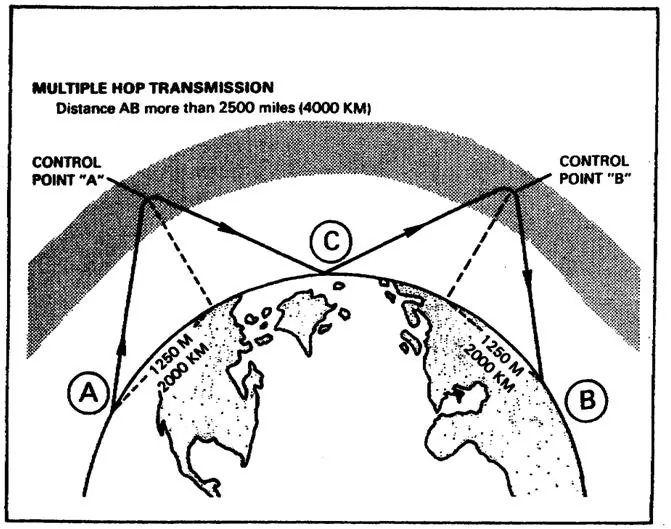 MULTIPLE HOP TRANSMISSION
Distance AB more than 2500 miles (4000 KM)
CONTROL
POINT "A"
CONTROL
POINT "B"
C
1250 M
2000 KM
1250 M
2000 KM
A
B